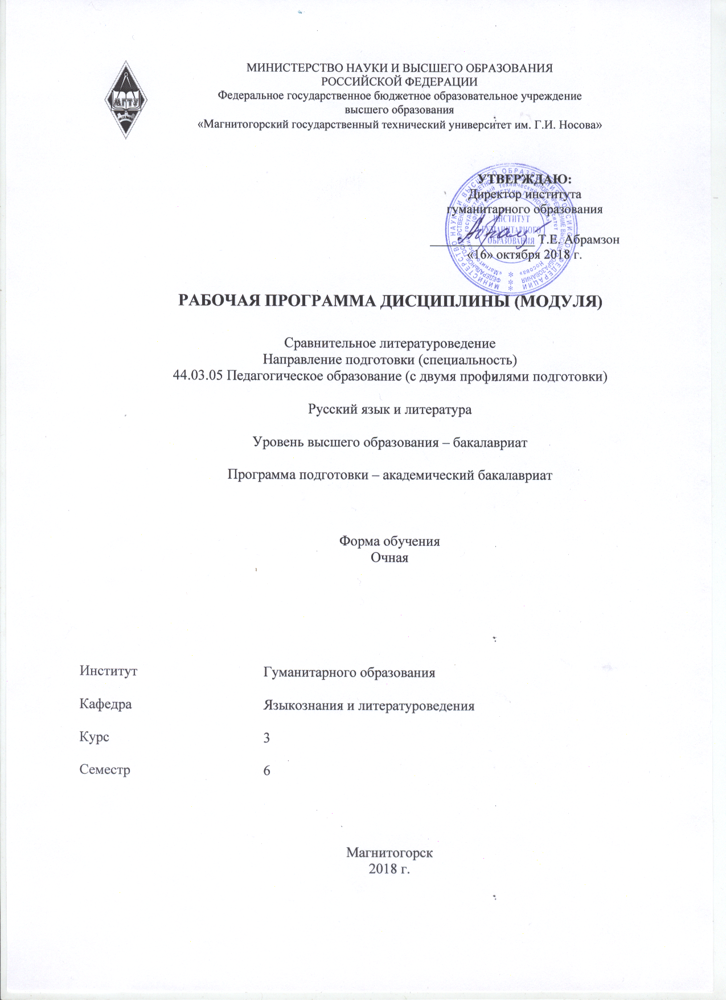 МИНИСТЕРСТВО НАУКИ И ВЫСШЕГО ОБРАЗОВАНИЯ
РОССИЙСКОЙ ФЕДЕРАЦИИ
Федеральное государственное бюджетное образовательное учреждение
высшего образования
«Магнитогорский государственный технический университет им. Г.И. Носова»
МГТУ
УТВЕРЖДАЮ:
Директор института
гуманитарного образования
Т.Е. Абрамзон
«16» октября 2018 г.
ИНСТИТУТ
ГУМАНИТАРНОГО
ОБРАЗОВАНИЯ
РАБОЧАЯ ПРОГРАММА ДИСЦИПЛИНЫ (МОДУЛЯ)
Сравнительное литературоведение
Направление подготовки (специальность)
44.03.05 Педагогическое образование (с двумя профилями подготовки)
Русский язык и литература
Уровень высшего образования – бакалавриат
Программа подготовки – академический бакалавриат
Форма обучения
Очная
Институт Гуманитарного образования
Кафедра Языкознания и литературоведения
Курс 3
Семестр 6
Магнитогорск
2018 г.